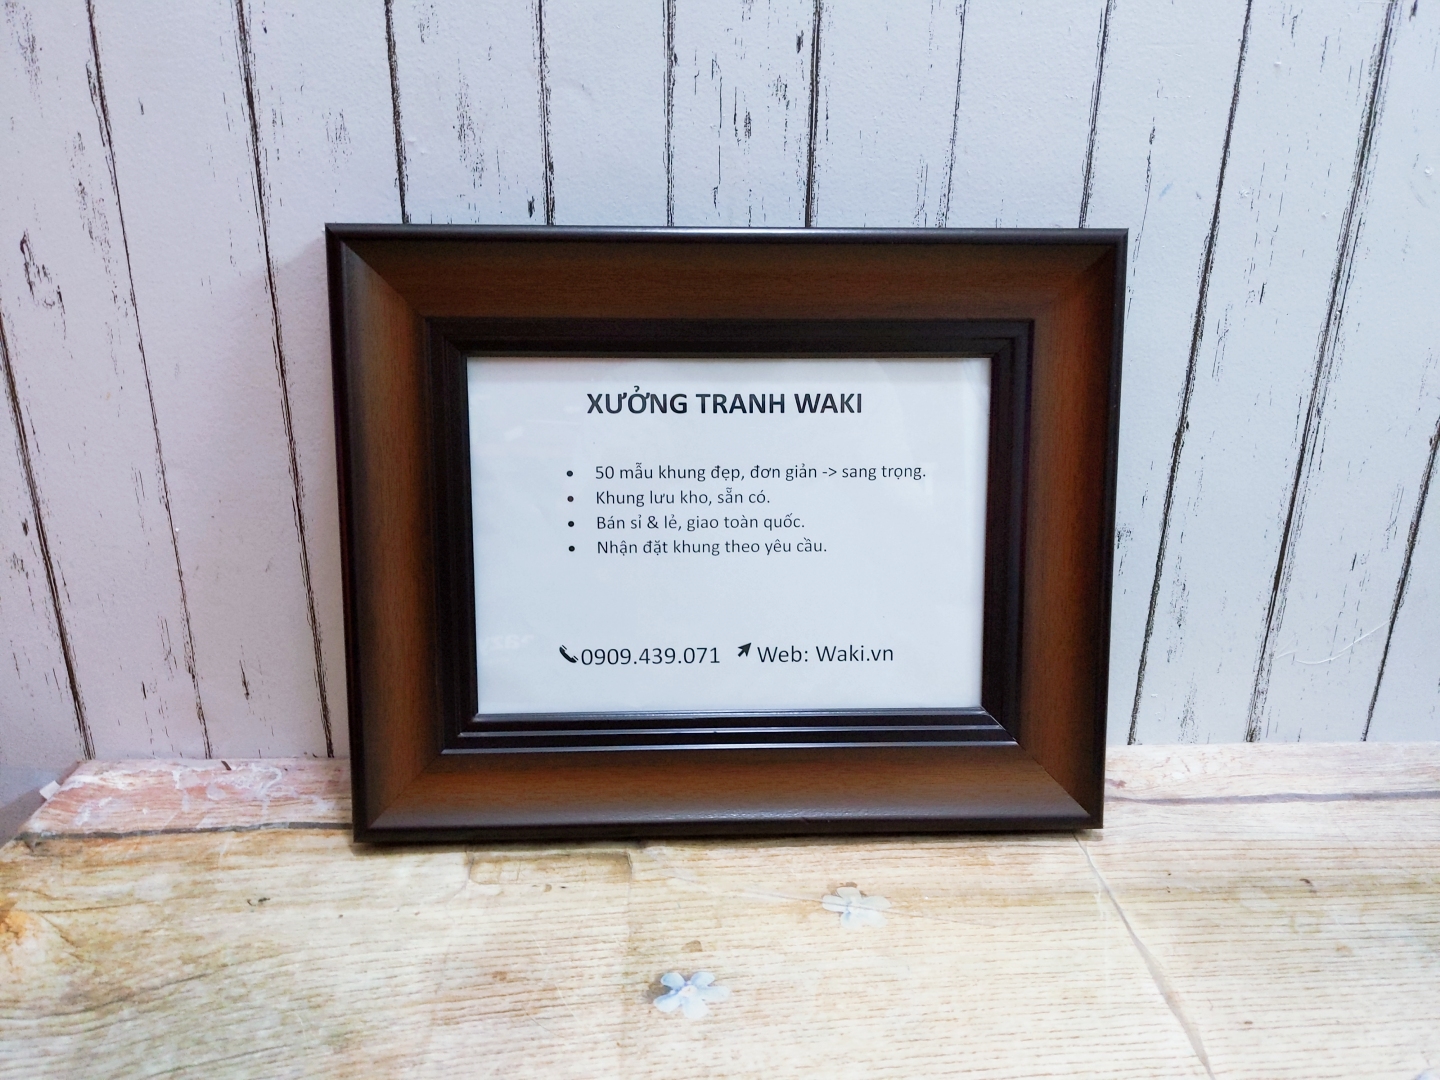 XƯỞNG TRANH WAKI
• 50 mẫu khung đẹp, đơn giản -> sang trọng.
• Khung lưu kho, sẵn có.
• Bán sỉ & lẻ, giao toàn quốc.
• Nhận đặt khung theo yêu cầu.
0909.439.071 Web: Waki.vn